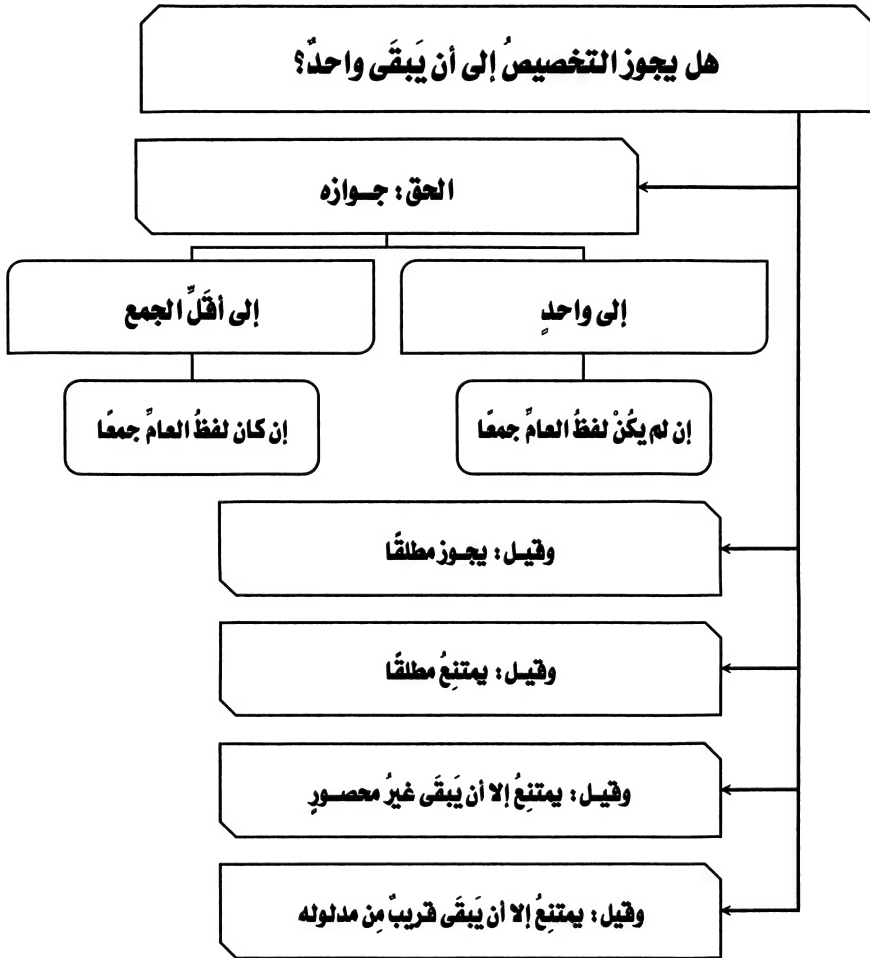 هل يجوز التخصيصُ إلى أن يَبقَى واحدٌ؟
الحق: جـوازه
إلى واحدٍ
إلى أقَلِّ الجمع
إن لم يكُنْ لفظُ العامِّ جمعًا
إن كان لفظُ العامِّ جمعًا
وقيـل: يجـوز مطلقًا
وقيـل: يمتنِعُ مطلقًا
وقيـل: يمتنِعُ إلا أن يَبقَى غيرُ محصـورٍ
وقيل: يمتنِعُ إلا أن يَبقَى قريبٌ مِن مدلوله